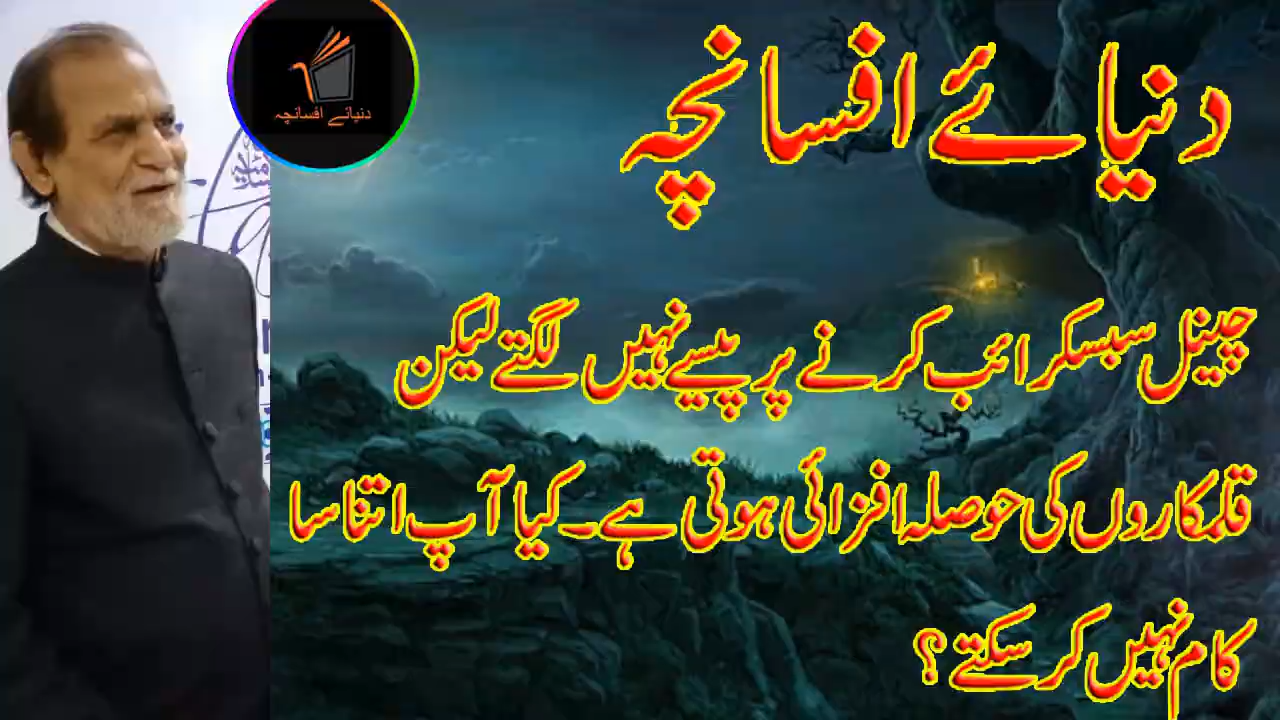 دنیائے افسانچہ
دنیائے افسانچہ
چینل سبسکرائب کرنے پر پیسے نہیں لگتے لیکن
قلمکاروں کی حوصلہ افزائی ہوتی ہے۔ کیا آپ اتنا سا
کام نہیں کر سکتے؟